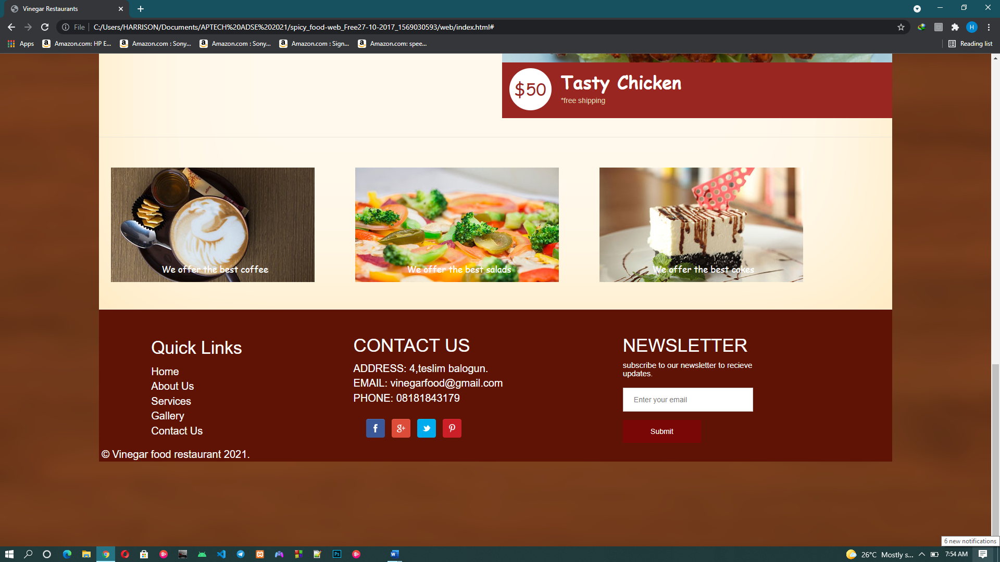 Vinegar Restaurants
File
C:/Users/HARRISON/Documents/APTECH%20ADSE%202021/spicy_food-web_Free27-10-2017_1569030593/web/index.html#
H
Apps
Amazon.com: HP E...
Amazon.com : Sony...
Amazon.com : Sony...
Amazon.com : Sign...
Amazon.com: spee...
Reading list
$50
Tasty Chicken
*free shipping
We offer the best coffee
We offer the best salads
We offer the best cakes
Quick Links
Home
About Us
Services
Gallery
Contact Us
CONTACT US
ADDRESS: 4,teslim balogun.
EMAIL: vinegarfood@gmail.com
PHONE: 08181843179
NEWSLETTER
subscribe to our newsletter to recieve
updates.
Enter your email
Submit
© Vinegar food restaurant 2021.
6 new notifications
26°C Mostly s...
7:54 AM